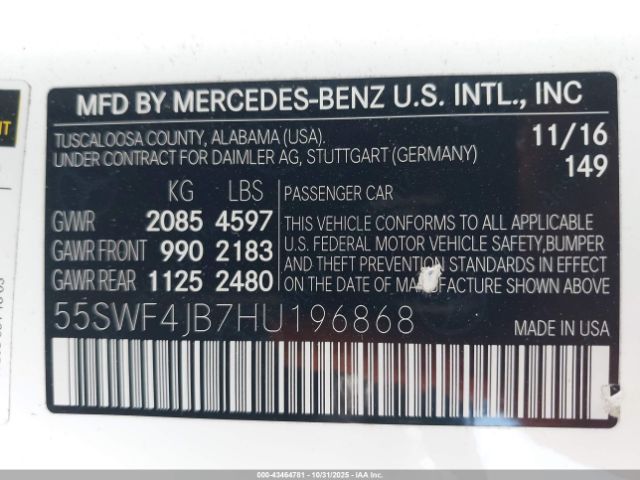 MFD BY MERCEDES-BENZ U.S. INTL., INC
TUSCALOOSA COUNTY, ALABAMA (USA). 11/16
UNDER CONTRACT FOR DAIMLER AG, STUTTGART (GERMANY) 149
KG LBS PASSENGER CAR
GVWR 2085 4597
GAWR FRONT 990 2183
GAWR REAR 1125 2480
THIS VEHICLE CONFORMS TO ALL APPLICABLE
U.S. FEDERAL MOTOR VEHICLE SAFETY,BUMPER
AND THEFT PREVENTION STANDARDS IN EFFECT
ON THE DATE OF MANUFACTURE SHOWN ABOVE.
55SWF4JB7HU196868
MADE IN USA
000-43464761 - 10/31/2025 - IAA